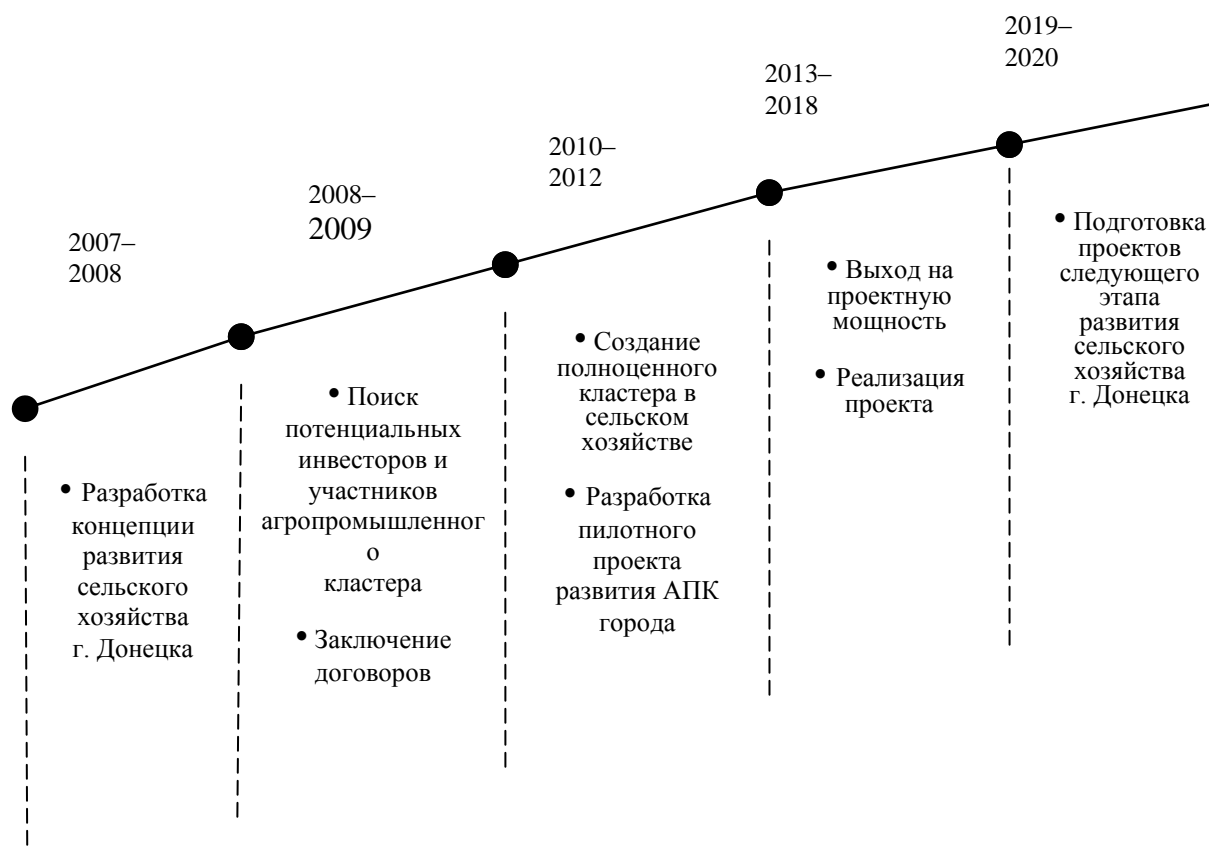 2007–
2008
• Разработка
концепции
развития
сельского
хозяйства
г. Донецка
2008–
2009
• Поиск
потенциальных
инвесторов и
участников
агропромышленног
о
кластера
• Заключение
договоров
2010–
2012
• Создание
полноценного
кластера в
сельском
хозяйстве
• Разработка
пилотного
проекта
развития АПК
города
2013–
2018
• Выход на
проектную
мощность
• Реализация
проекта
2019–
2020
• Подготовка
проектов
следующего
этапа
развития
сельского
хозяйства
г. Донецка